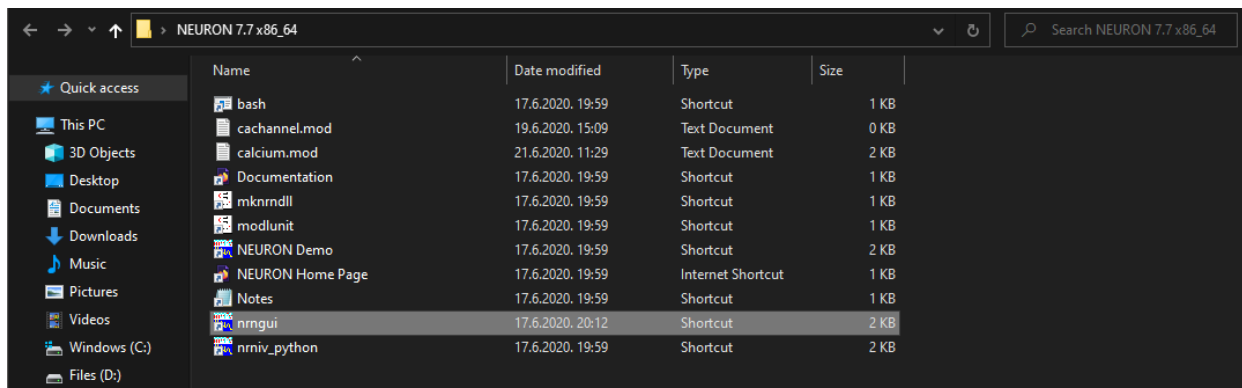 NEURON 7.7 x86_64
Search NEURON 7.7 x86_64
Name Date modified Type Size
Quick access
This PC
3D Objects
Desktop
Documents
Downloads
Music
Pictures
Videos
Windows (C:)
Files (D:)
bash 17.6.2020. 19:59 Shortcut 1 KB
cachannel.mod 19.6.2020. 15:09 Text Document 0 KB
calcium.mod 21.6.2020. 11:29 Text Document 2 KB
Documentation 17.6.2020. 19:59 Shortcut 1 KB
mknrndll 17.6.2020. 19:59 Shortcut 1 KB
modlunit 17.6.2020. 19:59 Shortcut 1 KB
NEURON Demo 17.6.2020. 19:59 Shortcut 2 KB
NEURON Home Page 17.6.2020. 19:59 Internet Shortcut 1 KB
Notes 17.6.2020. 19:59 Shortcut 1 KB
nrngui 17.6.2020. 20:12 Shortcut 2 KB
nrniv_python 17.6.2020. 19:59 Shortcut 2 KB